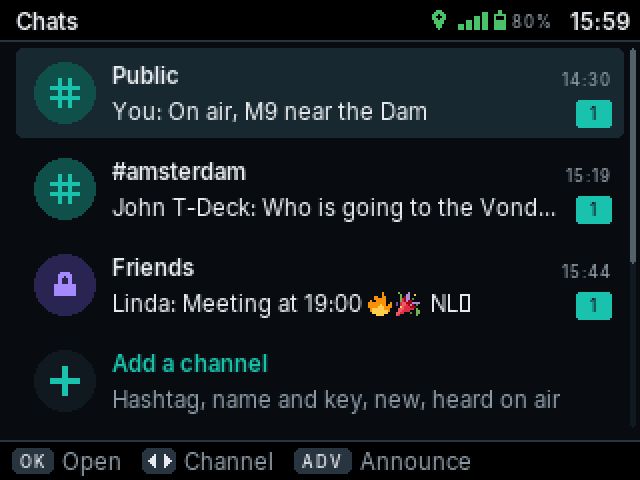 Chats 80% 15:59
Public 14:30
You: On air, M9 near the Dam 1
#amsterdam 15:19
John T-Deck: Who is going to the Vond... 1
Friends 15:44
Linda: Meeting at 19:00 🔥🎉 NL▯ 1
Add a channel
Hashtag, name and key, new, heard on air
OK Open ◀▶ Channel ADV Announce